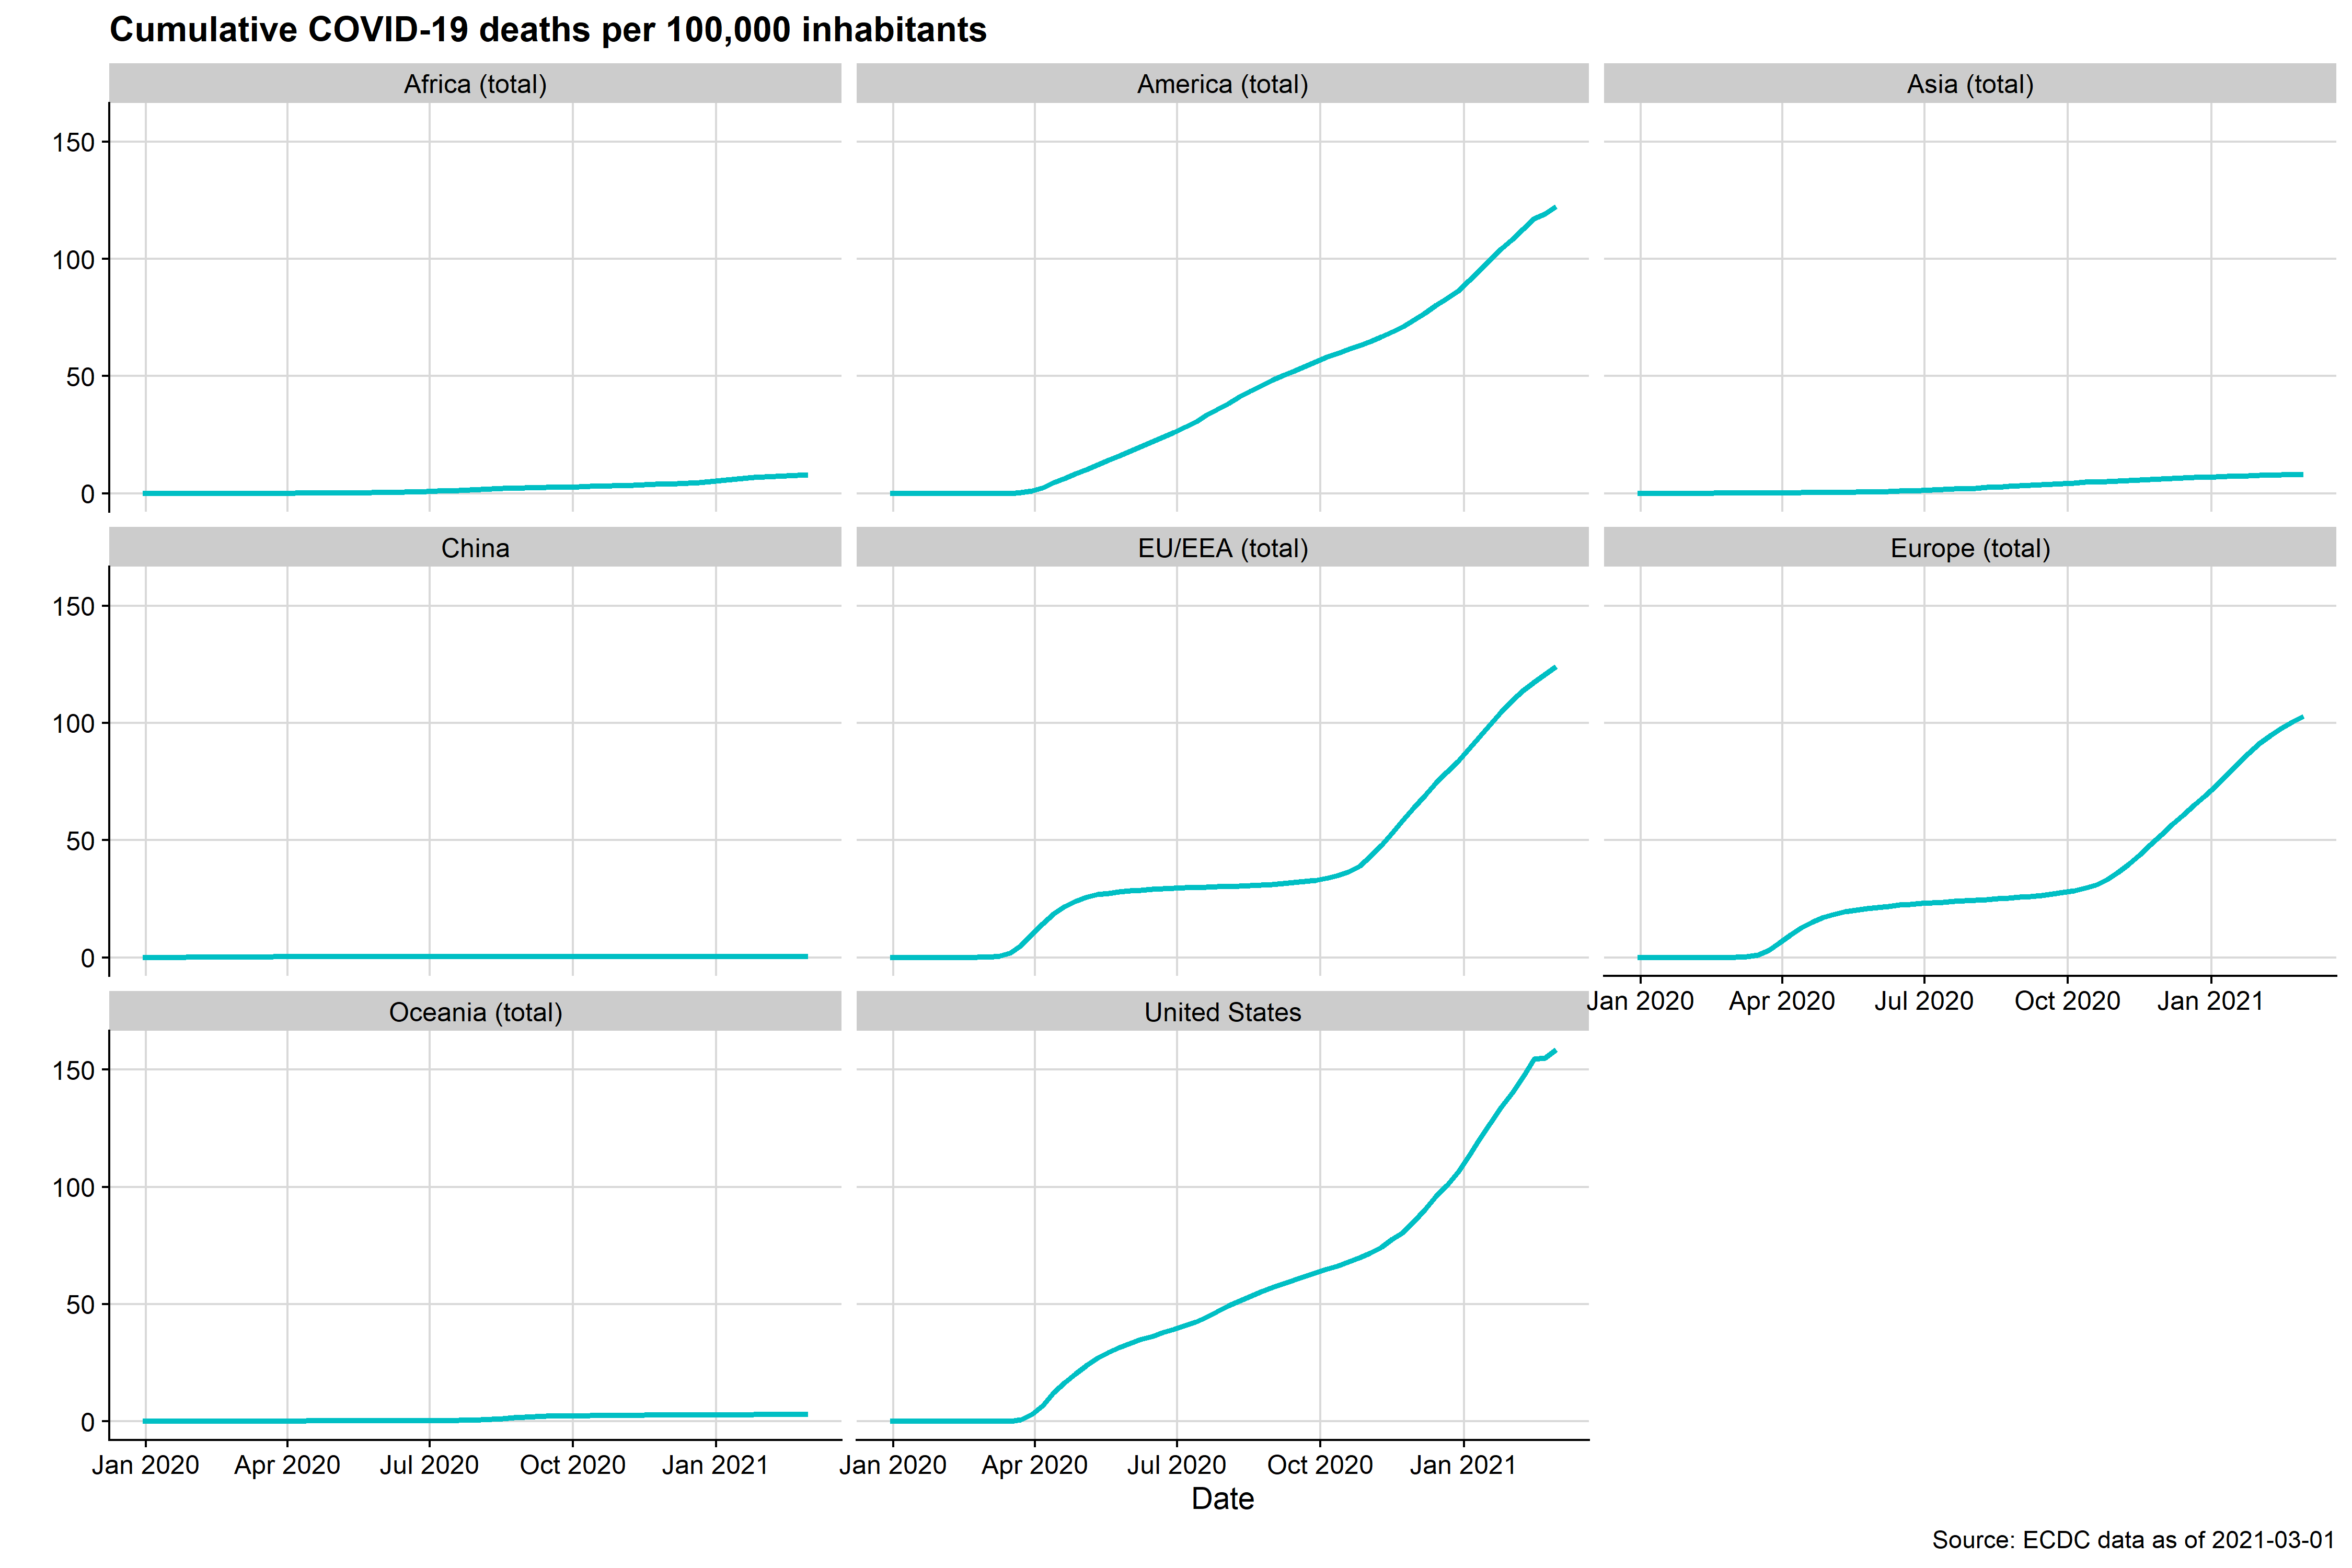 Cumulative COVID-19 deaths per 100,000 inhabitants
Africa (total)
America (total)
Asia (total)
150
100
50
0
China
EU/EEA (total)
Europe (total)
150
100
50
0
Jan 2020 Apr 2020 Jul 2020 Oct 2020 Jan 2021
Oceania (total)
United States
150
100
50
0
Jan 2020 Apr 2020 Jul 2020 Oct 2020 Jan 2021
Jan 2020 Apr 2020 Jul 2020 Oct 2020 Jan 2021
Date
Source: ECDC data as of 2021-03-01